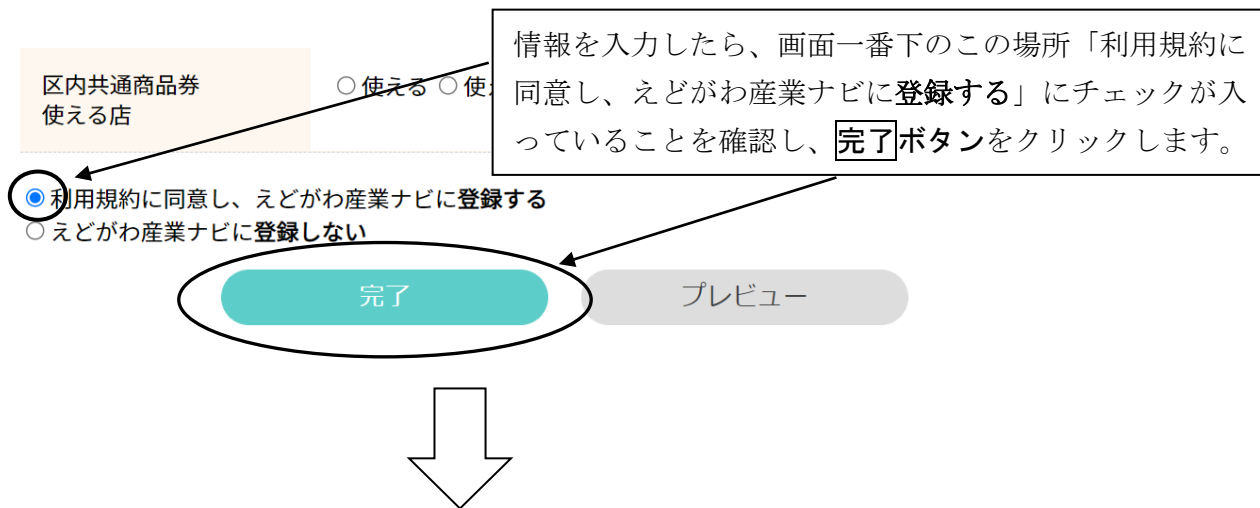 情報を入力したら、画面一番下のこの場所「利用規約に
同意し、えどがわ産業ナビに登録する」にチェックが入
っていることを確認し、完了ボタンをクリックします。
区内共通商品券
使える店
使える
利用規約に同意し、えどがわ産業ナビに登録する
えどがわ産業ナビに登録しない
完了
プレビュー